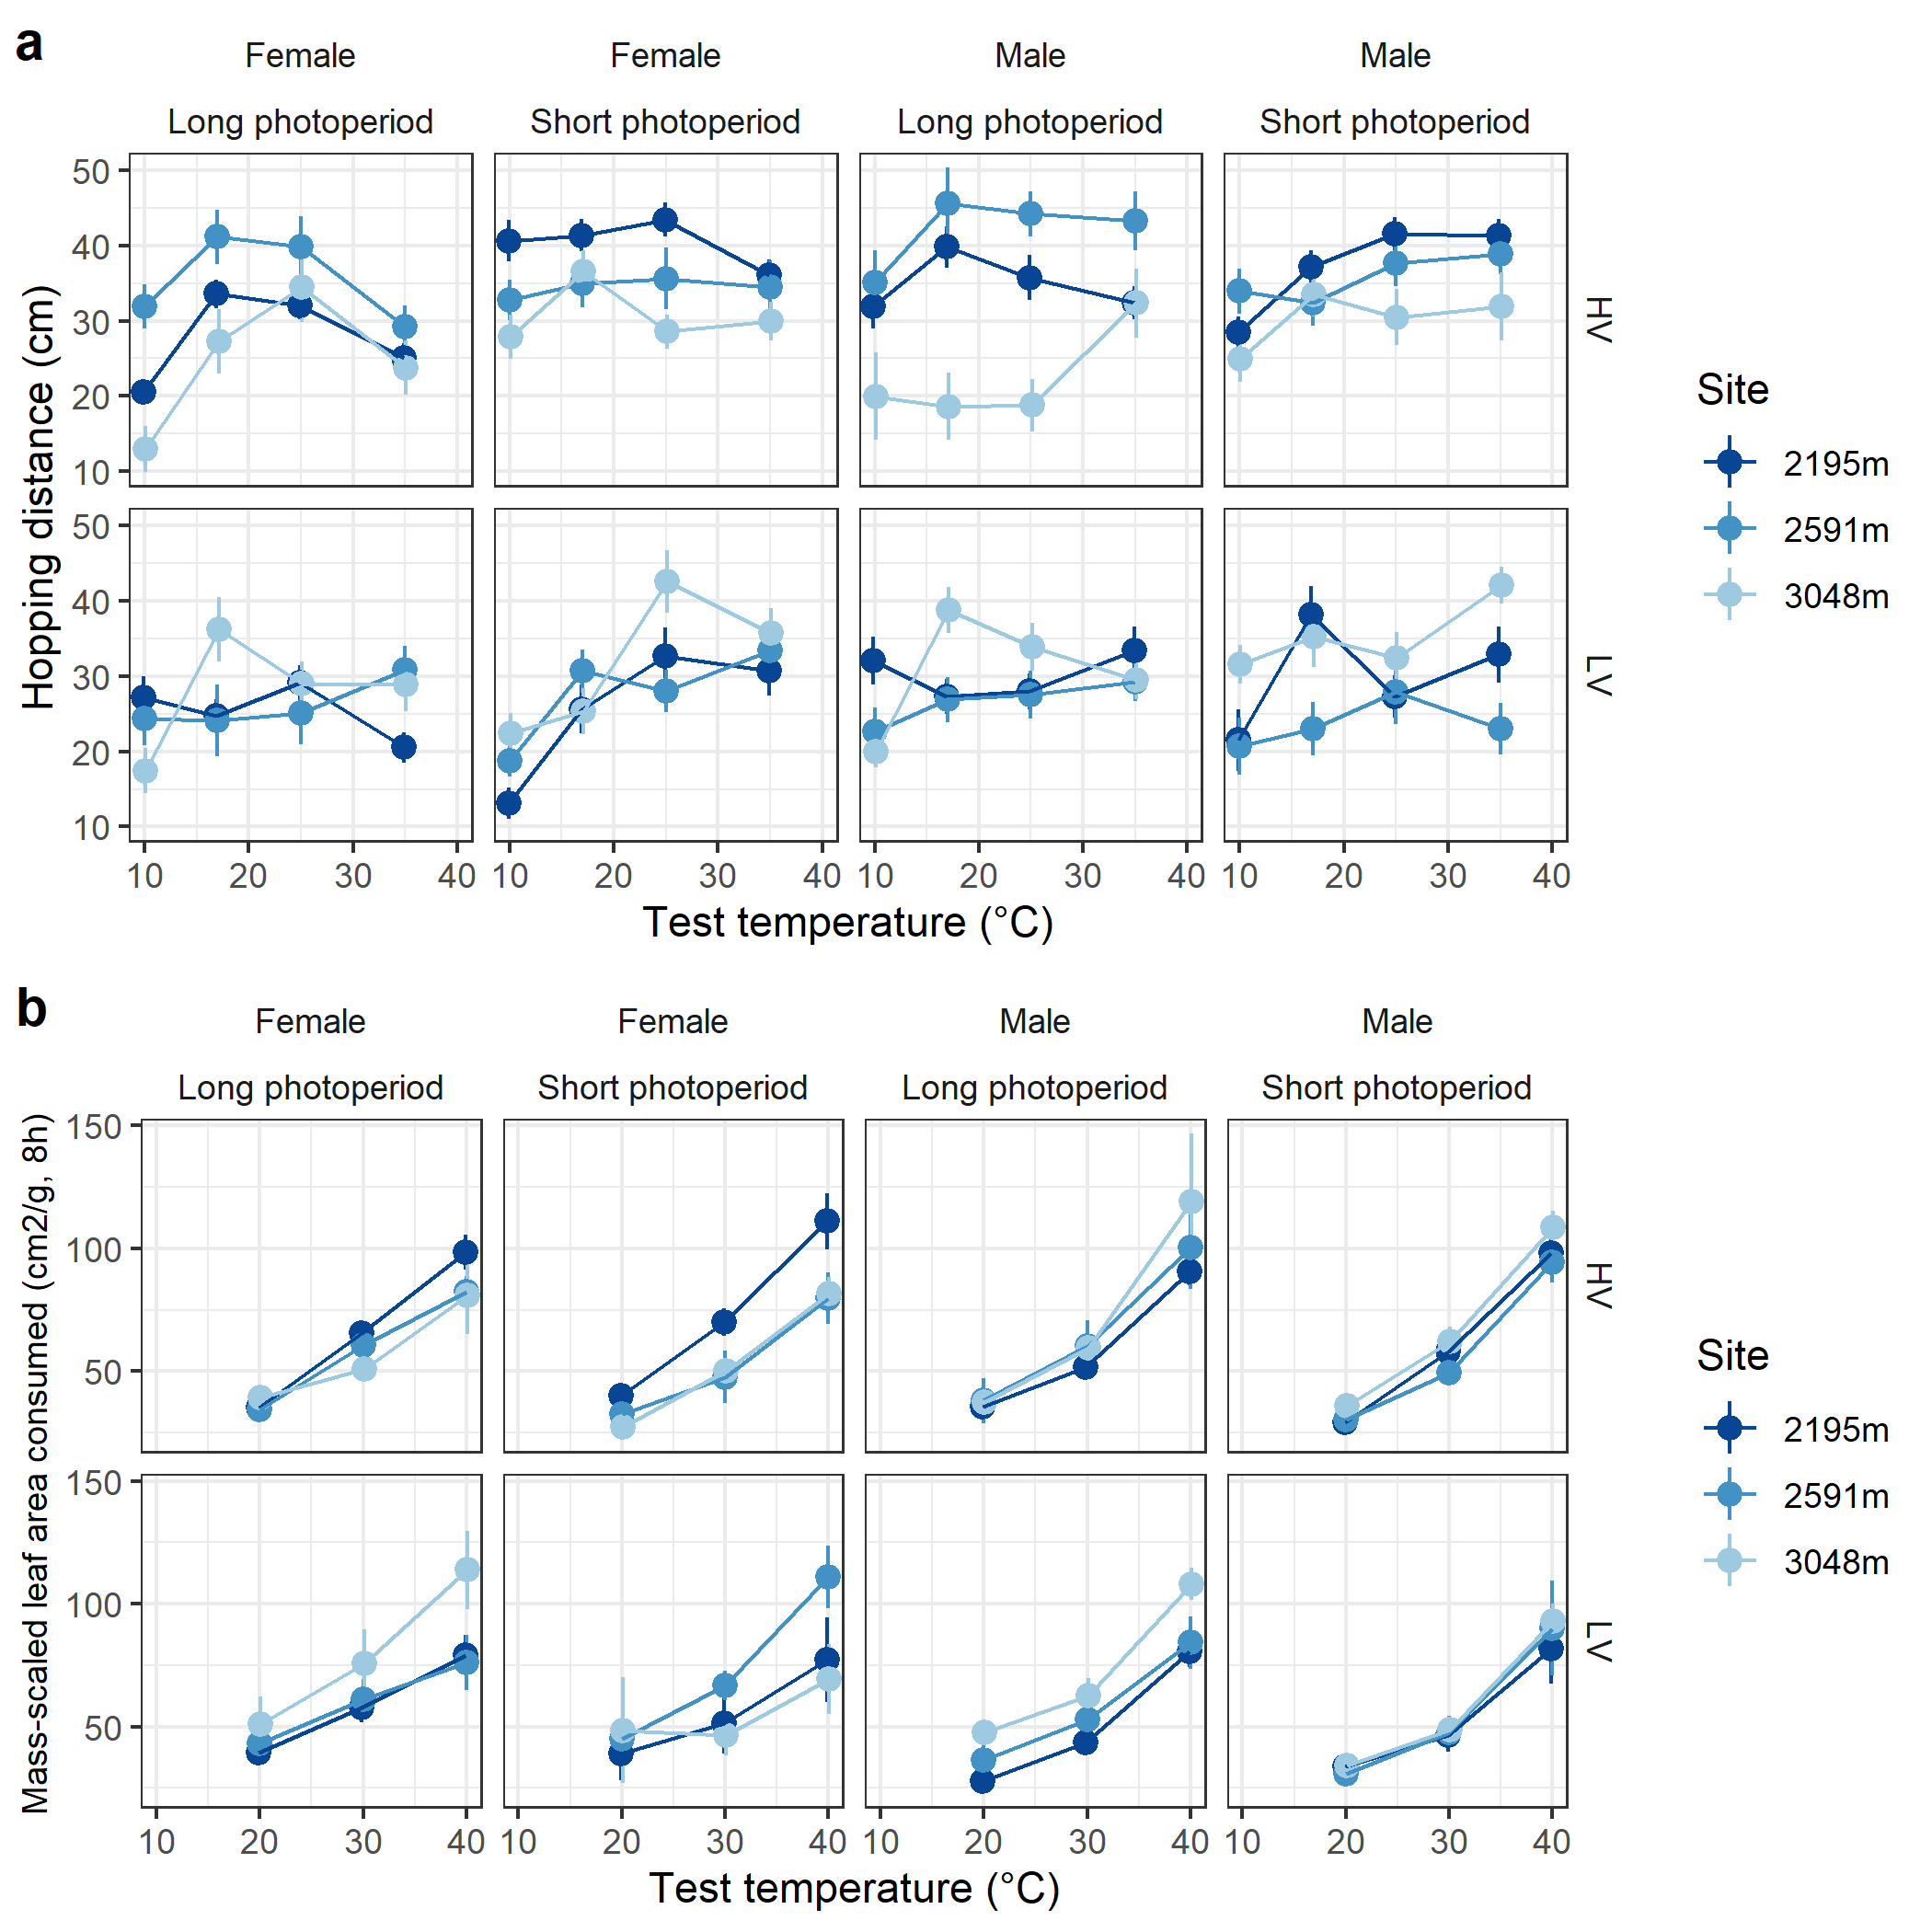 a
Female Female Male Male
Long photoperiod Short photoperiod Long photoperiod Short photoperiod
Hopping distance (cm)
50
40
30
20
10
HV
50
40
30
20
10
LV
10 20 30 40 10 20 30 40 10 20 30 40 10 20 30 40
Test temperature (°C)
Site
2195m
2591m
3048m
b
Female Female Male Male
Long photoperiod Short photoperiod Long photoperiod Short photoperiod
Mass-scaled leaf area consumed (cm2/g, 8h)
150
100
50
HV
150
100
50
LV
10 20 30 40 10 20 30 40 10 20 30 40 10 20 30 40
Test temperature (°C)
Site
2195m
2591m
3048m